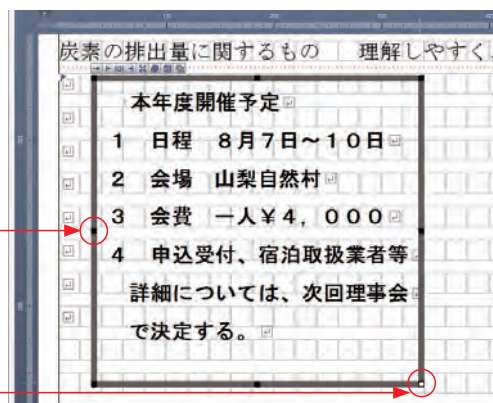 炭素の排出量に関するもの　理解しやすく、
本年度開催予定
１　日程　８月７日～１０日
２　会場　山梨自然村
３　会費　一人￥４，０００
４　申込受付、宿泊取扱業者等
詳細については、次回理事会
で決定する。